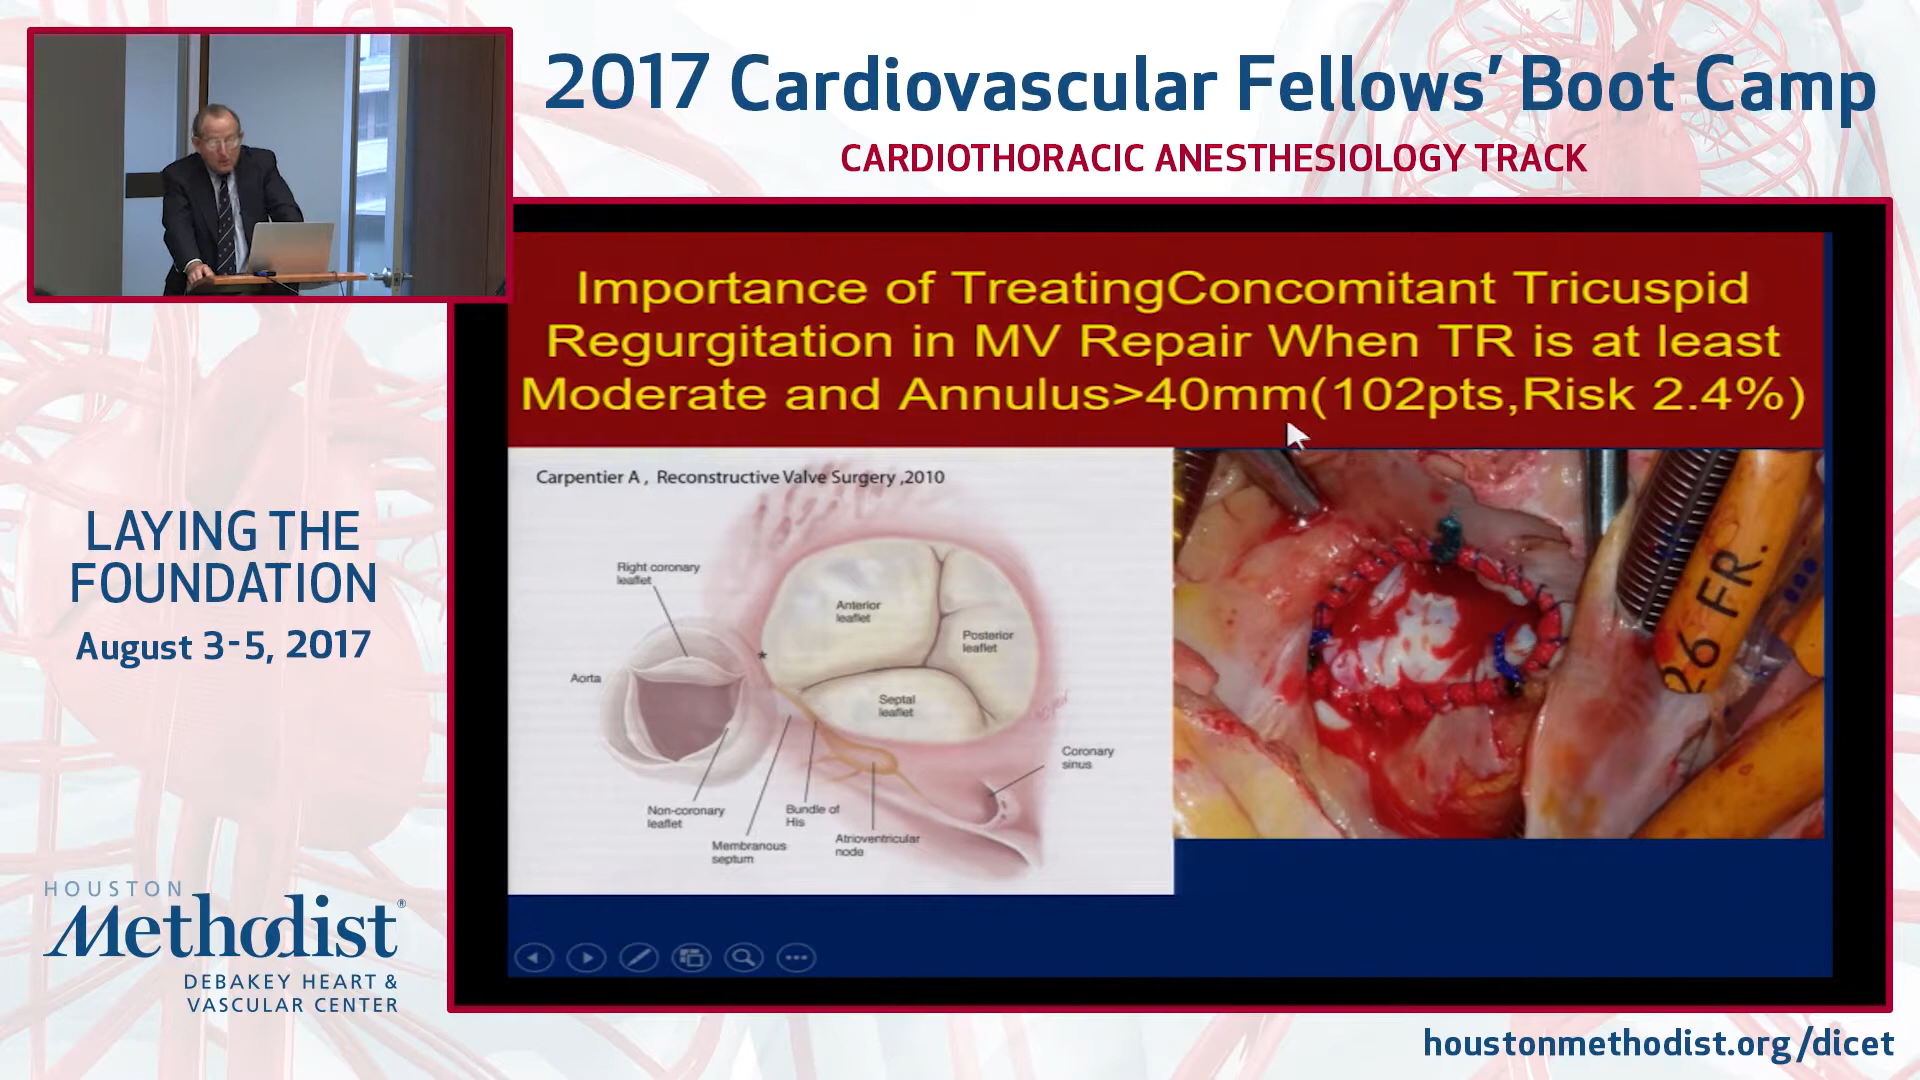 2017 Cardiovascular Fellows’ Boot Camp
CARDIOTHORACIC ANESTHESIOLOGY TRACK
Importance of TreatingConcomitant Tricuspid
Regurgitation in MV Repair When TR is at least
Moderate and Annulus>40mm(102pts,Risk 2.4%)
Carpentier A , Reconstructive Valve Surgery ,2010
Right coronary
leaflet
Anterior
leaflet
Posterior
leaflet
*
Aorta
Septal
leaflet
Coronary
sinus
Non-coronary
leaflet
Bundle of
His
Membranous
septum
Atrioventricular
node
26 FR.
LAYING THE
FOUNDATION
August 3-5, 2017
HOUSTON
Methodist®
DEBAKEY HEART &
VASCULAR CENTER
houstonmethodist.org/dicet